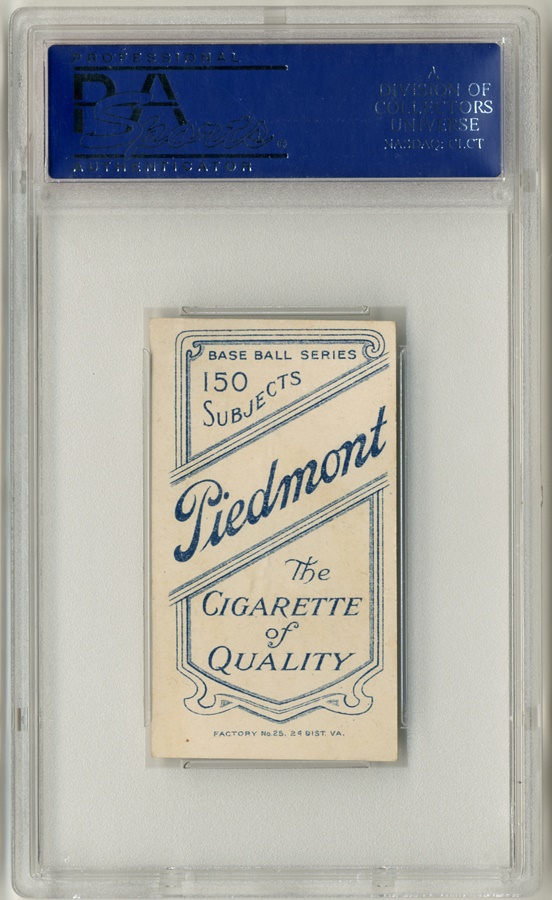 PROFESSIONAL
PSA
Sports
AUTHENTICATOR
A
DIVISION OF
COLLECTORS
UNIVERSE
NASDAQ: CLCT
BASE BALL SERIES
150
SUBJECTS
Piedmont
The
CIGARETTE
of
QUALITY
FACTORY No. 25, 2d DIST. VA.